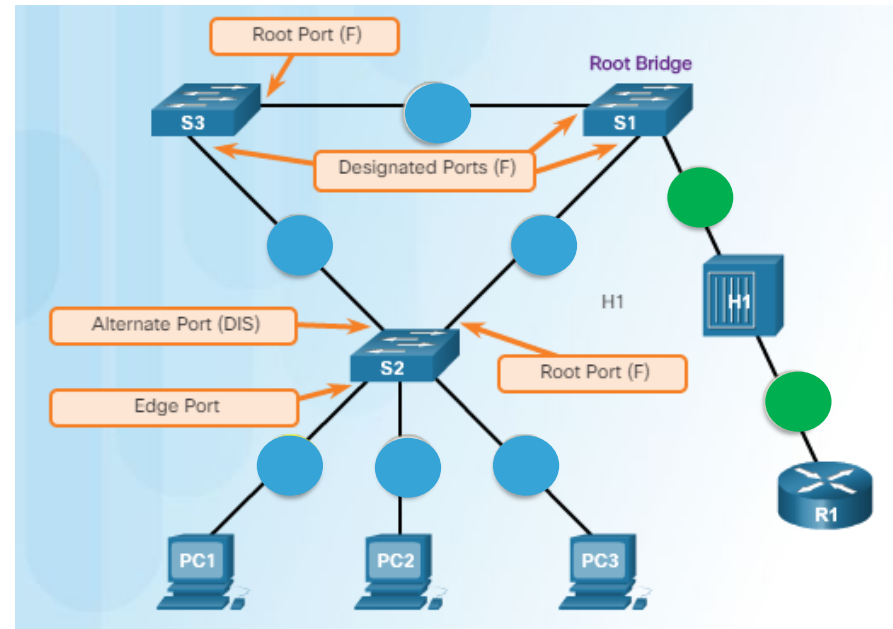 Root Port (F)
Root Bridge
S3
S1
Designated Ports (F)
H1
H1
Alternate Port (DIS)
S2
Root Port (F)
Edge Port
R1
PC1
PC2
PC3